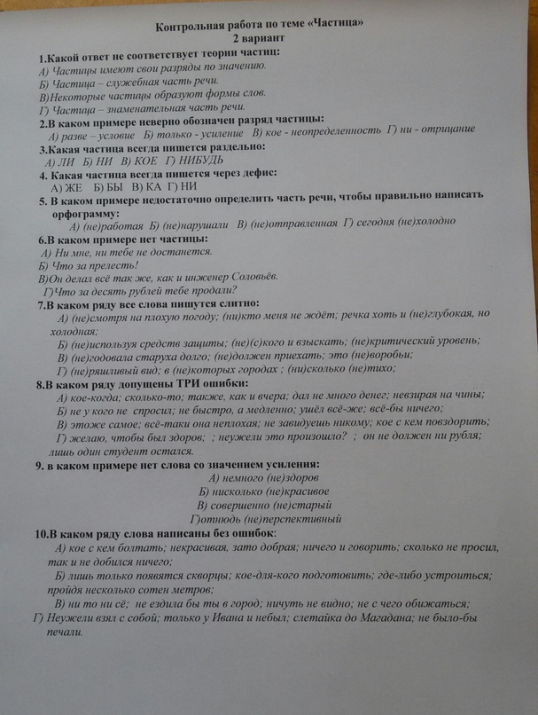 Контрольная работа по теме «Частица»
2 вариант
1.Какой ответ не соответствует теории частиц:
А) Частицы имеют свои разряды по значению.
Б) Частица – служебная часть речи.
В)Некоторые частицы образуют формы слов.
Г) Частица – знаменательная часть речи.
2.В каком примере неверно обозначен разряд частицы:
А) разве – условие Б) только - усиление В) кое - неопределенность Г) ни - отрицание
3.Какая частица всегда пишется раздельно:
А) ЛИ Б) НИ В) КОЕ Г) НИБУДЬ
4. Какая частица всегда пишется через дефис:
А) ЖЕ Б) БЫ В) КА Г) НИ
5. В каком примере недостаточно определить часть речи, чтобы правильно написать
орфограмму:
А) (не)работая Б) (не)нарушали В) (не)отправленная Г) сегодня (не)холодно
6.В каком примере нет частицы:
А) Ни мне, ни тебе не достанется.
Б) Что за прелесть!
В)Он делал всё так же, как и инженер Соловьёв.
Г)Что за десять рублей тебе продали?
7.В каком ряду все слова пишутся слитно:
А) (не)смотря на плохую погоду; (ни)кто меня не ждёт; речка хоть и (не)глубокая, но
холодная;
Б) (не)используя средств защиты; (не)(с)кого и взыскать; (не)критический уровень;
В) (не)годовала старуха долго; (не)должен приехать; это (не)воробьи;
Г) (не)ряшливый вид; в (не)которых городах ; (ни)сколько (не)тихо;
8.В каком ряду допущены ТРИ ошибки:
А) кое-когда; сколько-то; также, как и вчера; дал не много денег; невзирая на чины;
Б) не у кого не спросил; не быстро, а медленно; ушёл всё-же; всё-бы ничего;
В) этоже самое; всё-таки она неплохая; не завидуешь никому; кое с кем повздорить;
Г) желаю, чтобы был здоров; ; неужели это произошло? ; он не должен ни рубля;
лишь один студент остался.
9. в каком примере нет слова со значением усиления:
А) немного (не)здоров
Б) нисколько (не)красивое
В) совершенно (не)старый
Г)отнюдь (не)перспективный
10.В каком ряду слова написаны без ошибок:
А) кое с кем болтать; некрасивая, зато добрая; ничего и говорить; сколько не просил,
так и не добился ничего;
Б) лишь только появятся скворцы; кое-для-кого подготовить; где-либо устроиться;
пройдя несколько сотен метров;
В) ни то ни сё; не ездила бы ты в город; ничуть не видно; не с чего обижаться;
Г) Неужели взял с собой; только у Ивана и небыл; слетайка до Магадана; не было-бы
печали.